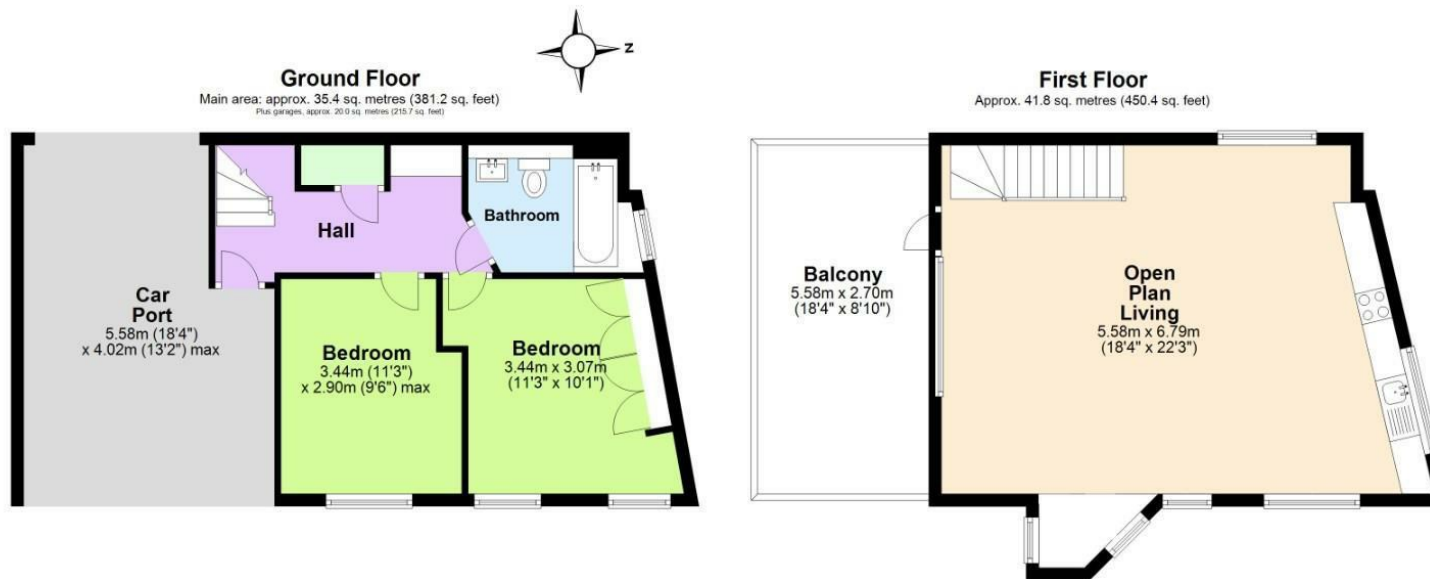 Ground Floor
Main area: approx. 35.4 sq. metres (381.2 sq. feet)
Plus garages, approx. 20.0 sq. metres (215.7 sq. feet)
Z
Car
Port
5.58m (18'4")
x 4.02m (13'2") max
Hall
Bathroom
Bedroom
3.44m (11'3")
x 2.90m (9'6") max
Bedroom
3.44m x 3.07m
(11'3" x 10'1")
First Floor
Approx. 41.8 sq. metres (450.4 sq. feet)
Balcony
5.58m x 2.70m
(18'4" x 8'10")
Open
Plan
Living
5.58m x 6.79m
(18'4" x 22'3")